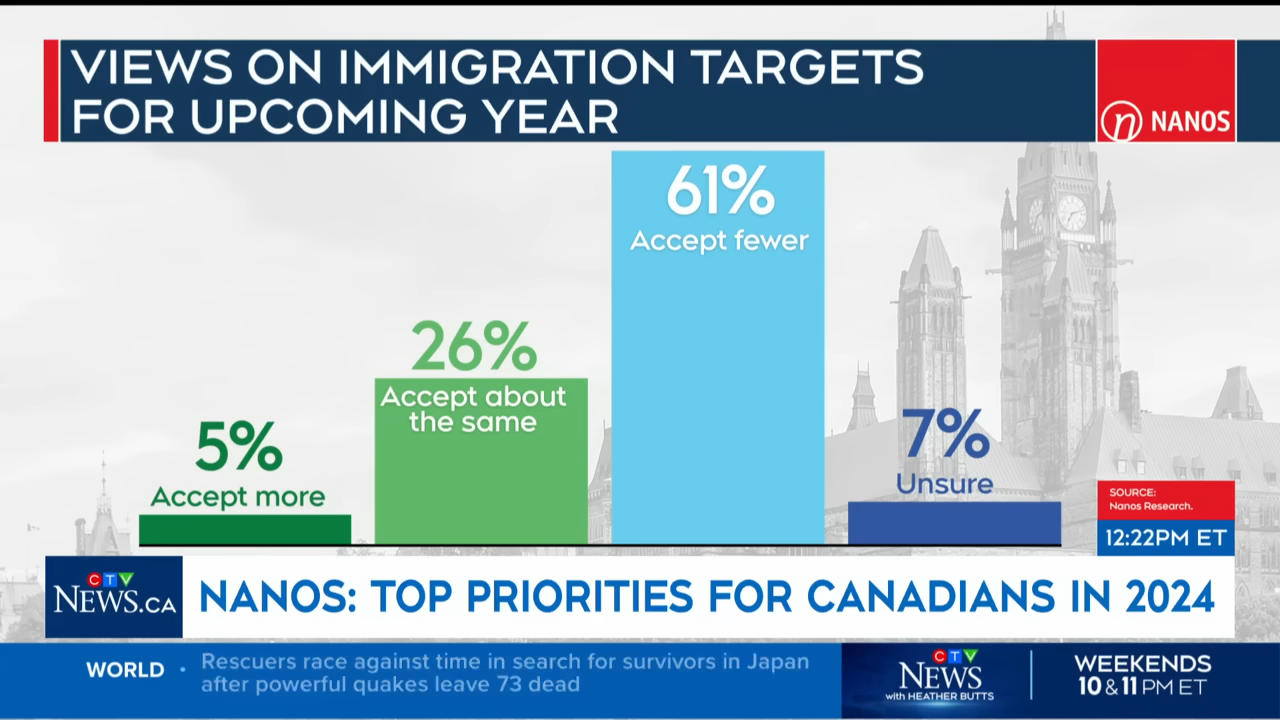 VIEWS ON IMMIGRATION TARGETS
FOR UPCOMING YEAR
NANOS
61%
Accept fewer
26%
Accept about
the same
5%
Accept more
7%
Unsure
SOURCE:
Nanos Research.
12:22PM ET
CTV
NEWS.CA
NANOS: TOP PRIORITIES FOR CANADIANS IN 2024
WORLD • Rescuers race against time in search for survivors in Japan
after powerful quakes leave 73 dead
CTV
NEWS
with HEATHER BUTTS
WEEKENDS
10 & 11 PM ET